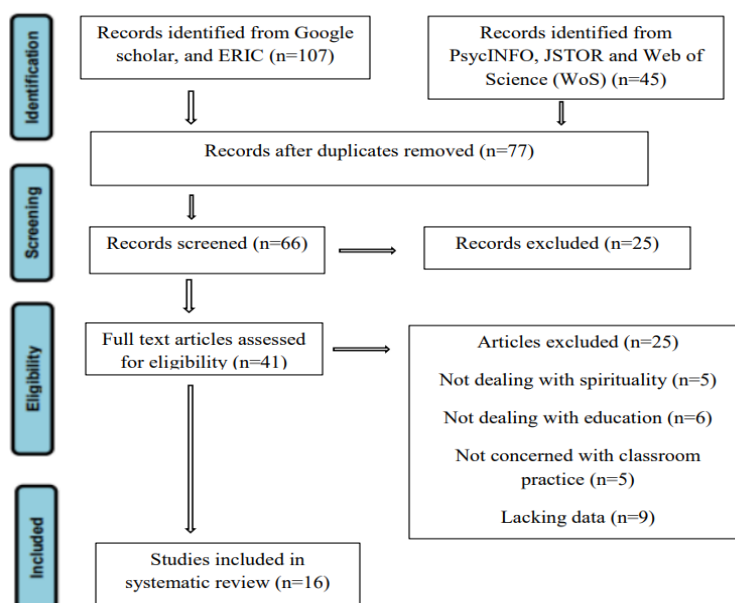 Identification
Records identified from Google
scholar, and ERIC (n=107)
Records identified from
PsycINFO, JSTOR and Web of
Science (WoS) (n=45)
Records after duplicates removed (n=77)
Screening
Records screened (n=66)
Records excluded (n=25)
Eligibility
Full text articles assessed
for eligibility (n=41)
Articles excluded (n=25)
Not dealing with spirituality (n=5)
Not dealing with education (n=6)
Not concerned with classroom
practice (n=5)
Lacking data (n=9)
Included
Studies included in
systematic review (n=16)